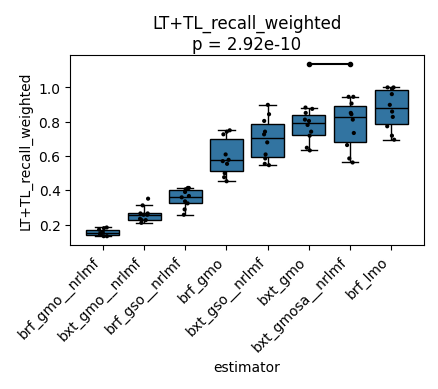 LT+TL_recall_weighted
p = 2.92e-10
LT+TL_recall_weighted
1.0
0.8
0.6
0.4
0.2
brf_gmo__nrlmf
bxt_gmo__nrlmf
brf_gso__nrlmf
brf_gmo
bxt_gso__nrlmf
bxt_gmo
bxt_gmosa__nrlmf
brf_lmo
estimator